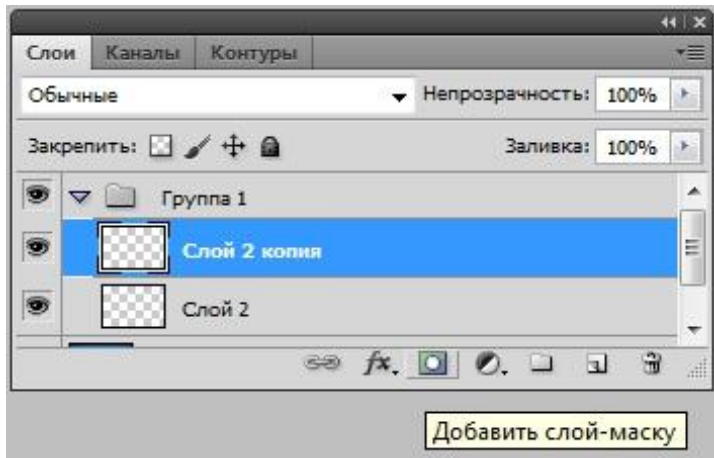 Слои Каналы Контуры
Обычные Непрозрачность: 100%
Закрепить: Заливка: 100%
Группа 1
Слой 2 копия
Слой 2
fx.
Добавить слой-маску